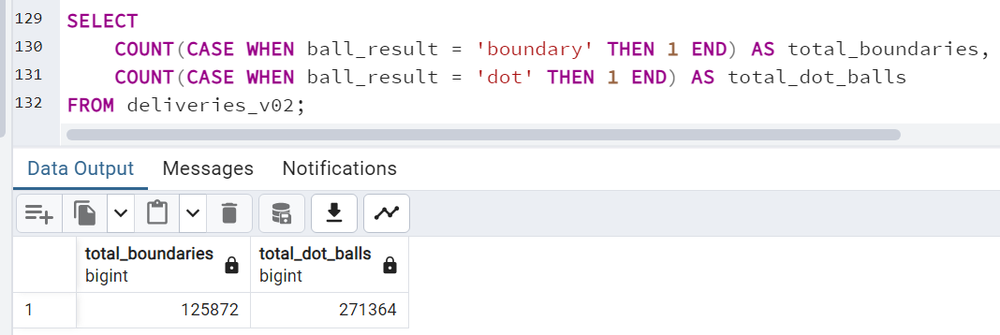 129 SELECT
130 COUNT(CASE WHEN ball_result = 'boundary' THEN 1 END) AS total_boundaries,
131 COUNT(CASE WHEN ball_result = 'dot' THEN 1 END) AS total_dot_balls
132 FROM deliveries_v02;
Data Output Messages Notifications
total_boundaries total_dot_balls
bigint bigint
1 125872 271364